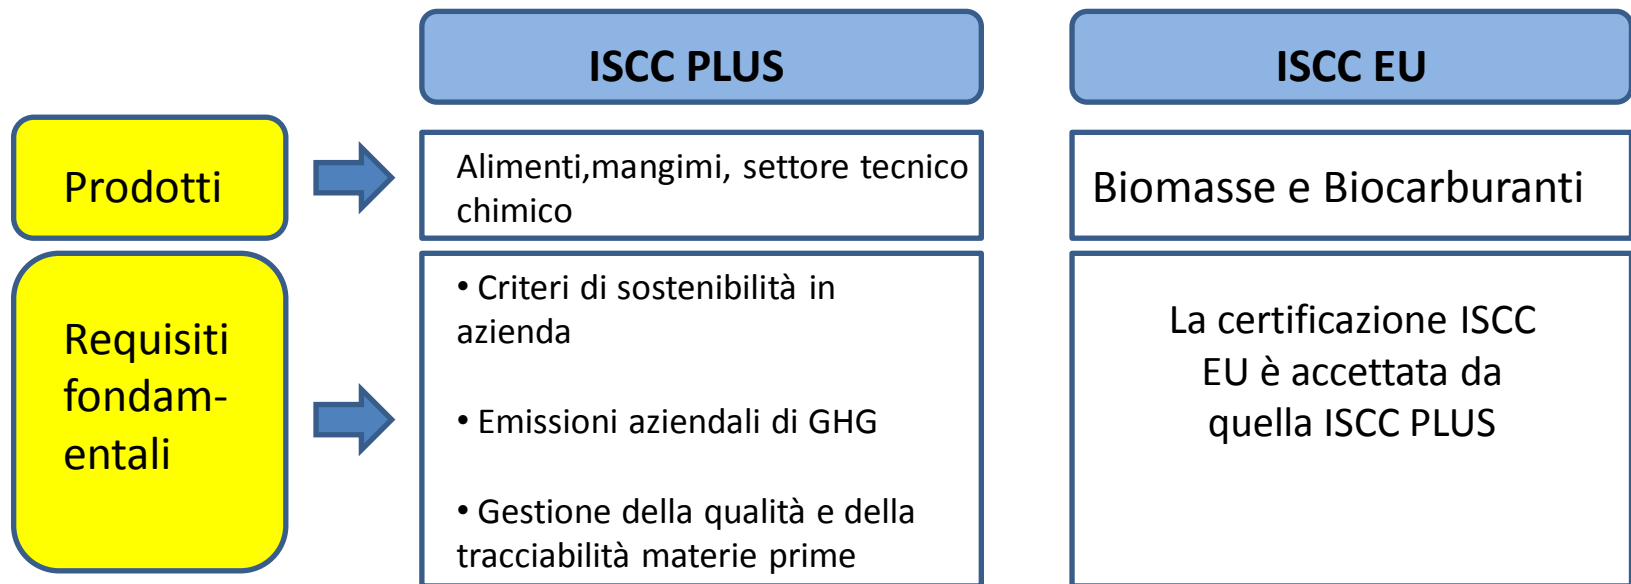 ISCC PLUS
ISCC EU
Prodotti
Alimenti,mangimi, settore tecnico
chimico
Biomasse e Biocarburanti
Requisiti
fondam-
entali
• Criteri di sostenibilità in
azienda
• Emissioni aziendali di GHG
• Gestione della qualità e della
tracciabilità materie prime
La certificazione ISCC
EU è accettata da
quella ISCC PLUS